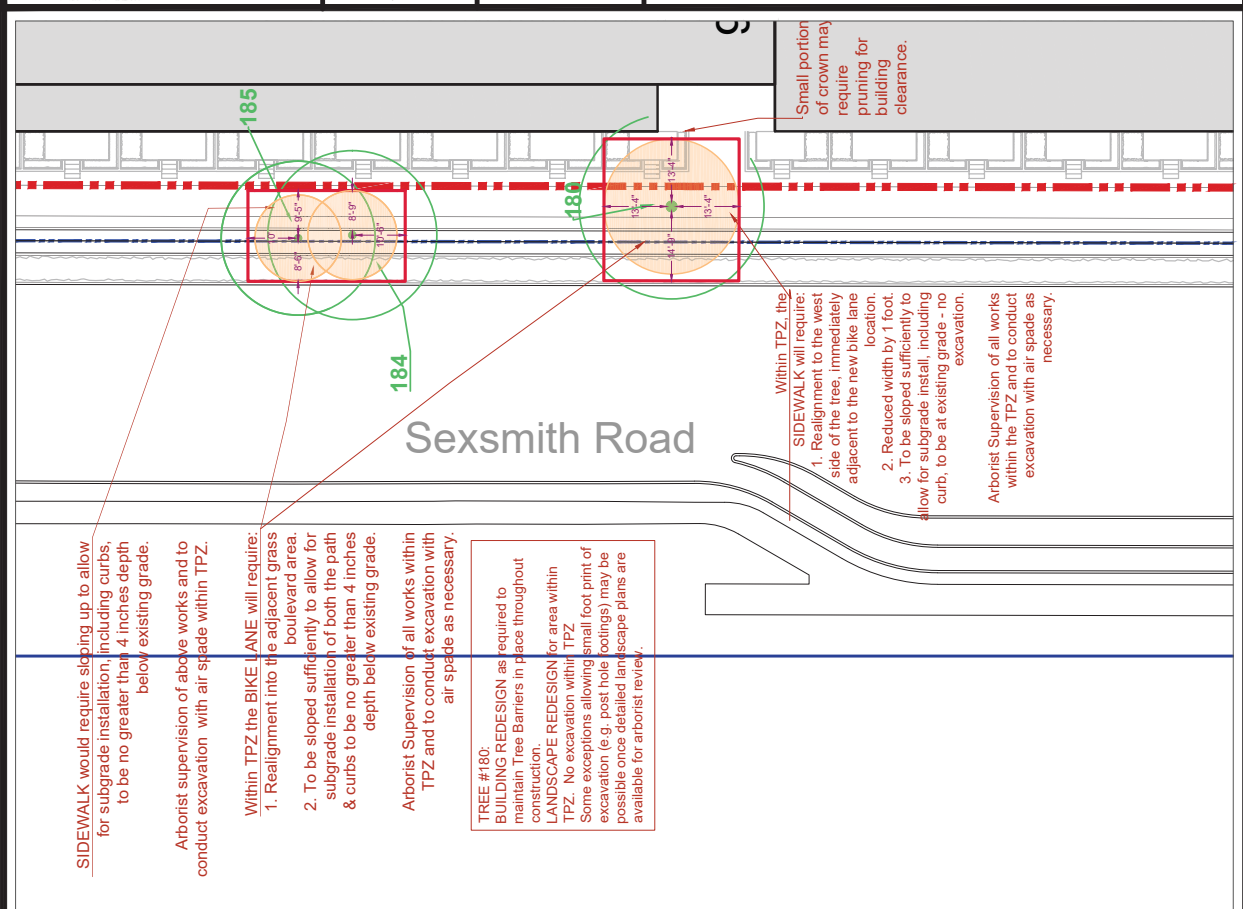 Small portion
of crown may
require
pruning for
building
clearance.
185
184
180
9'-5"
8'-9"
8'-6"
10'-6"
13'-4"
13'-4"
13'-4"
14'-9"
Sexsmith Road
Within TPZ, the
SIDEWALK will require:
1. Realignment to the west
side of the tree, immediately
adjacent to the new bike lane
location.
2. Reduced width by 1 foot.
3. To be sloped sufficiently to
allow for subgrade install, including
curb, to be at existing grade - no
excavation.
Arborist Supervision of all works
within the TPZ and to conduct
excavation with air spade as
necessary.
SIDEWALK would require sloping up to allow
for subgrade installation, including curbs,
to be no greater than 4 inches depth
below existing grade.
Arborist supervision of above works and to
conduct excavation with air spade within TPZ.
Within TPZ the BIKE LANE will require:
1. Realignment into the adjacent grass
boulevard area.
2. To be sloped sufficiently to allow for
subgrade installation of both the path
& curbs to be no greater than 4 inches
depth below existing grade.
Arborist Supervision of all works within
TPZ and to conduct excavation with
air spade as necessary.
TREE #180:
BUILDING REDESIGN as required to
maintain Tree Barriers in place throughout
construction.
LANDSCAPE REDESIGN for area within
TPZ. No excavation within TPZ
Some exceptions allowing small foot print of
excavation (e.g. post hole footings) may be
possible once detailed landscape plans are
available for arborist review.